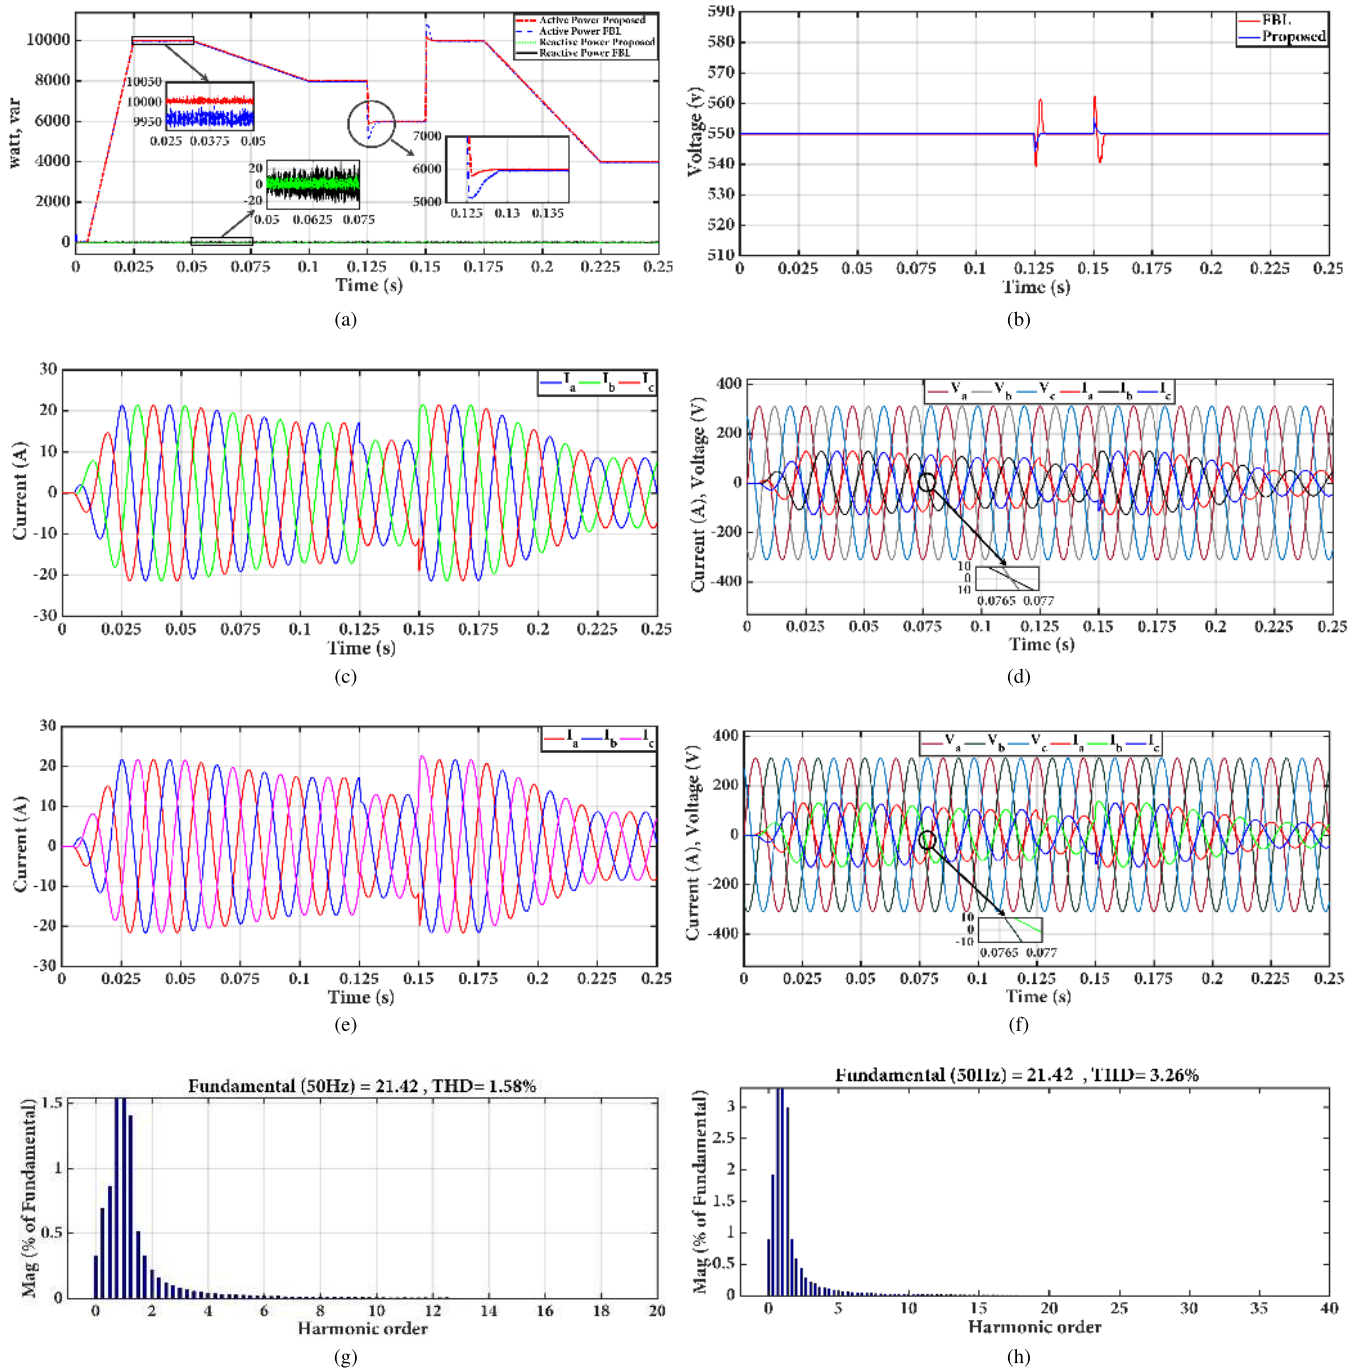 Active Power Proposed
Active Power FBL
Reactive Power Proposed
Reactive Power FBL
watt, var
10000
8000
6000
4000
2000
0
10050
10000
9950
0.025 0.0375 0.05
20
0
-20
0.05 0.0625 0.075
7000
6000
5000
0.125 0.13 0.135
0 0.025 0.05 0.075 0.1 0.125 0.15 0.175 0.2 0.225 0.25
Time (s)
(a)
FBL
Proposed
Voltage (v)
590
580
570
560
550
540
530
520
510
0 0.025 0.05 0.075 0.1 0.125 0.15 0.175 0.2 0.225 0.25
Time (s)
(b)
Ia Ib Ic
Current (A)
30
20
10
0
-10
-20
-30
0 0.025 0.05 0.075 0.1 0.125 0.15 0.175 0.2 0.225 0.25
Time (s)
(c)
Va Vb Vc Ia Ib Ic
Current (A), Voltage (V)
400
200
0
-200
-400
10
0
10
0.0765 0.077
0 0.025 0.05 0.075 0.1 0.125 0.15 0.175 0.2 0.225 0.25
Time (s)
(d)
Ia Ib Ic
Current (A)
30
20
10
0
-10
-20
-30
0 0.025 0.05 0.075 0.1 0.125 0.15 0.175 0.2 0.225 0.25
Time (s)
(e)
Va Vb Vc Ia Ib Ic
Current (A), Voltage (V)
400
200
0
-200
-400
10
0
-10
0.0765 0.077
0 0.025 0.05 0.075 0.1 0.125 0.15 0.175 0.2 0.225 0.25
Time (s)
(f)
Fundamental (50Hz) = 21.42 , THD= 1.58%
Mag (% of Fundamental)
1.5
1
0.5
0
0 2 4 6 8 10 12 14 16 18 20
Harmonic order
(g)
Fundamental (50Hz) = 21.42 , THD= 3.26%
Mag (% of Fundamental)
3
2.5
2
1.5
1
0.5
0
0 5 10 15 20 25 30 35 40
Harmonic order
(h)